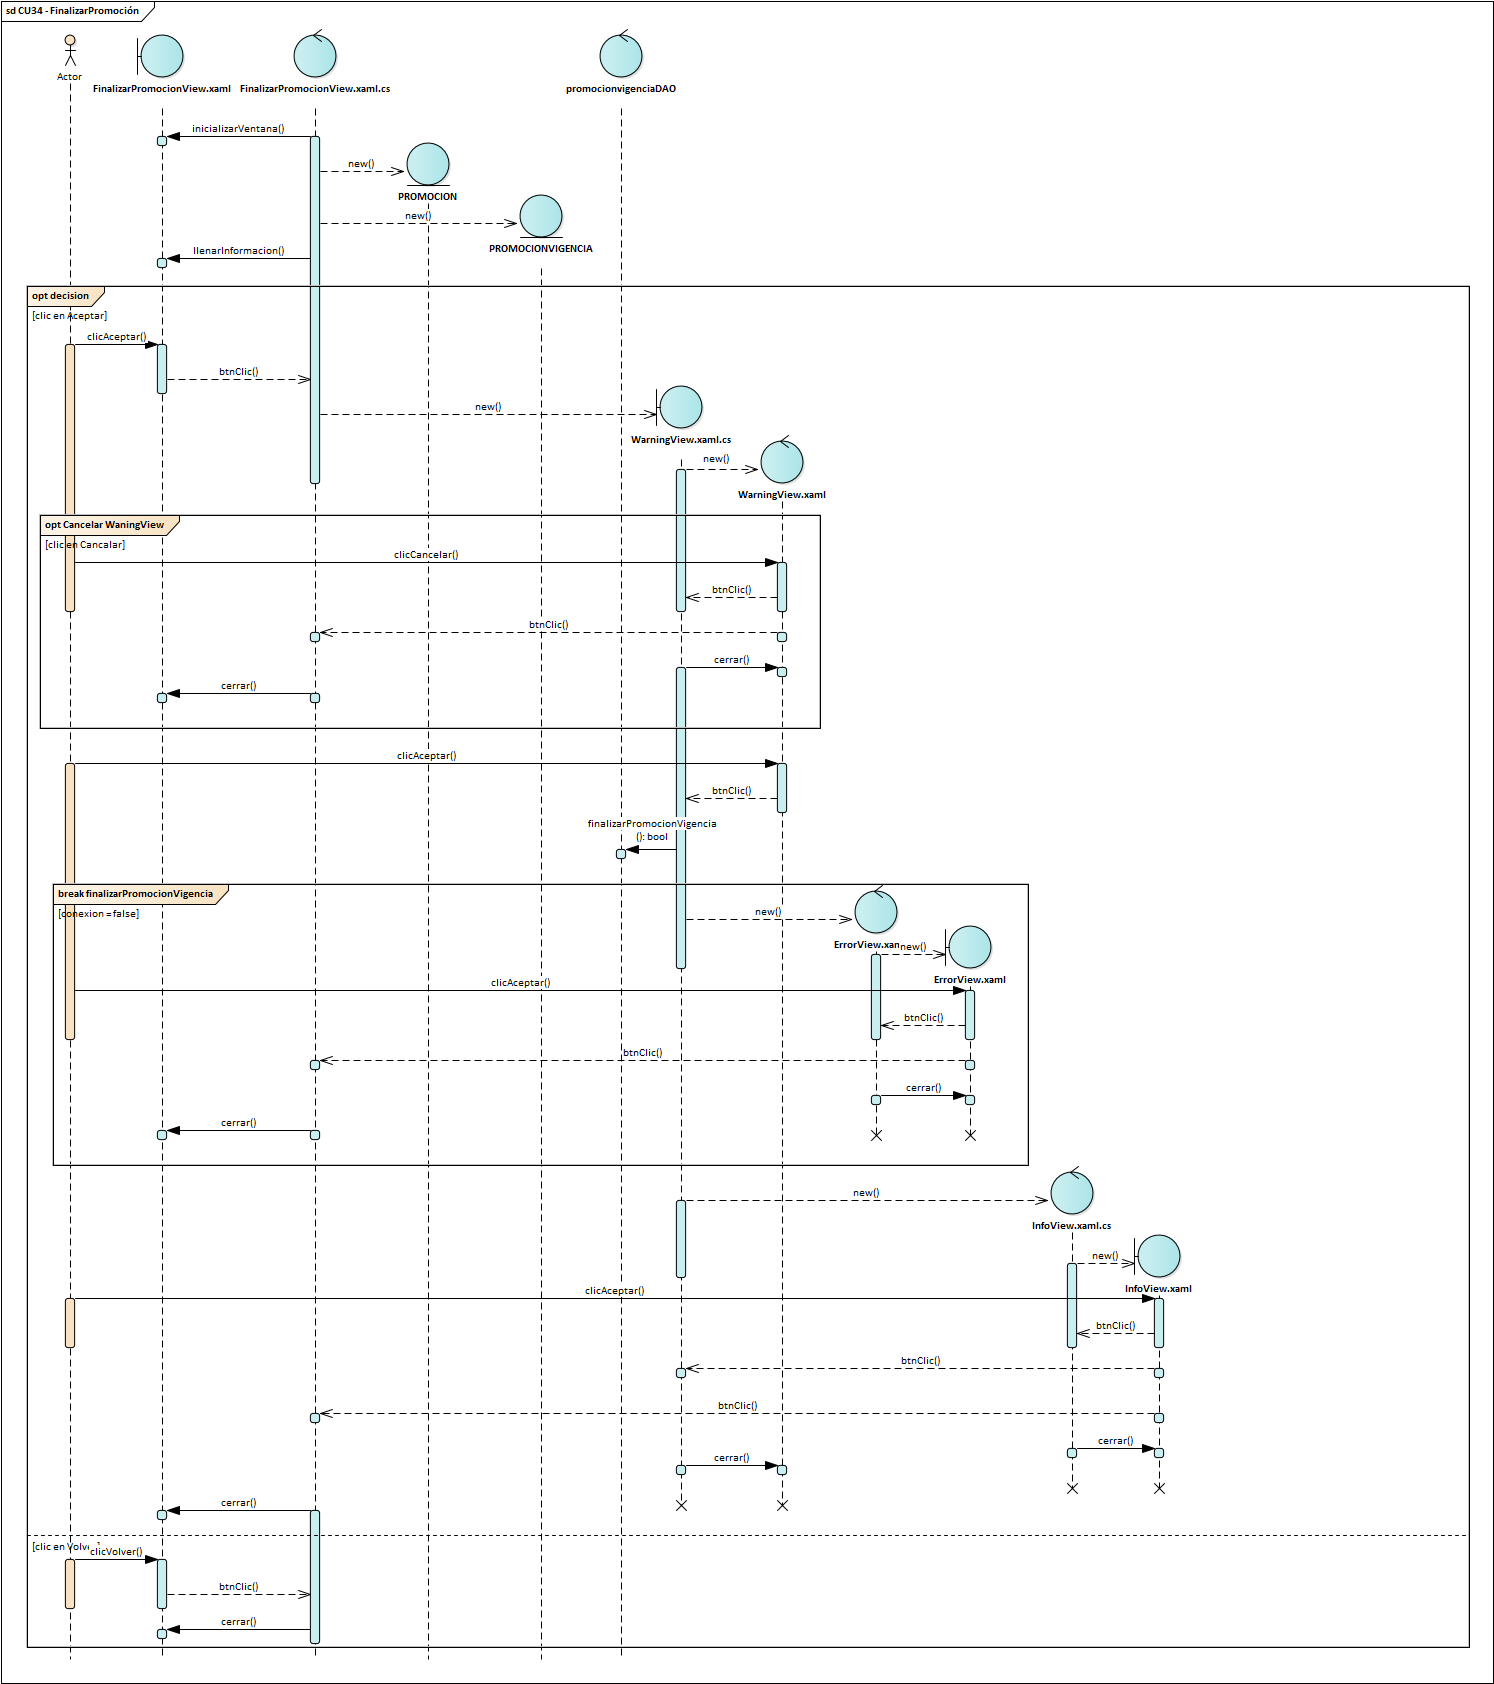 sd CU34 - FinalizarPromoción
Actor
FinalizarPromocionView.xaml
FinalizarPromocionView.xaml.cs
promocionvigenciaDAO
inicializarVentana()
new()
PROMOCION
new()
PROMOCIONVIGENCIA
llenarInformacion()
opt decision
[clic en Aceptar]
clicAceptar()
btnClic()
new()
WarningView.xaml.cs
new()
WarningView.xaml
opt Cancelar WaningView
[clic en Cancalar]
clicCancelar()
btnClic()
btnClic()
cerrar()
cerrar()
clicAceptar()
btnClic()
finalizarPromocionVigencia
(): bool
break finalizarPromocionVigencia
[conexion = false]
new()
ErrorView.xam
new()
ErrorView.xaml
clicAceptar()
btnClic()
btnClic()
cerrar()
cerrar()
new()
InfoView.xaml.cs
new()
InfoView.xaml
clicAceptar()
btnClic()
btnClic()
btnClic()
cerrar()
cerrar()
cerrar()
[clic en Volver]
clicVolver()
btnClic()
cerrar()